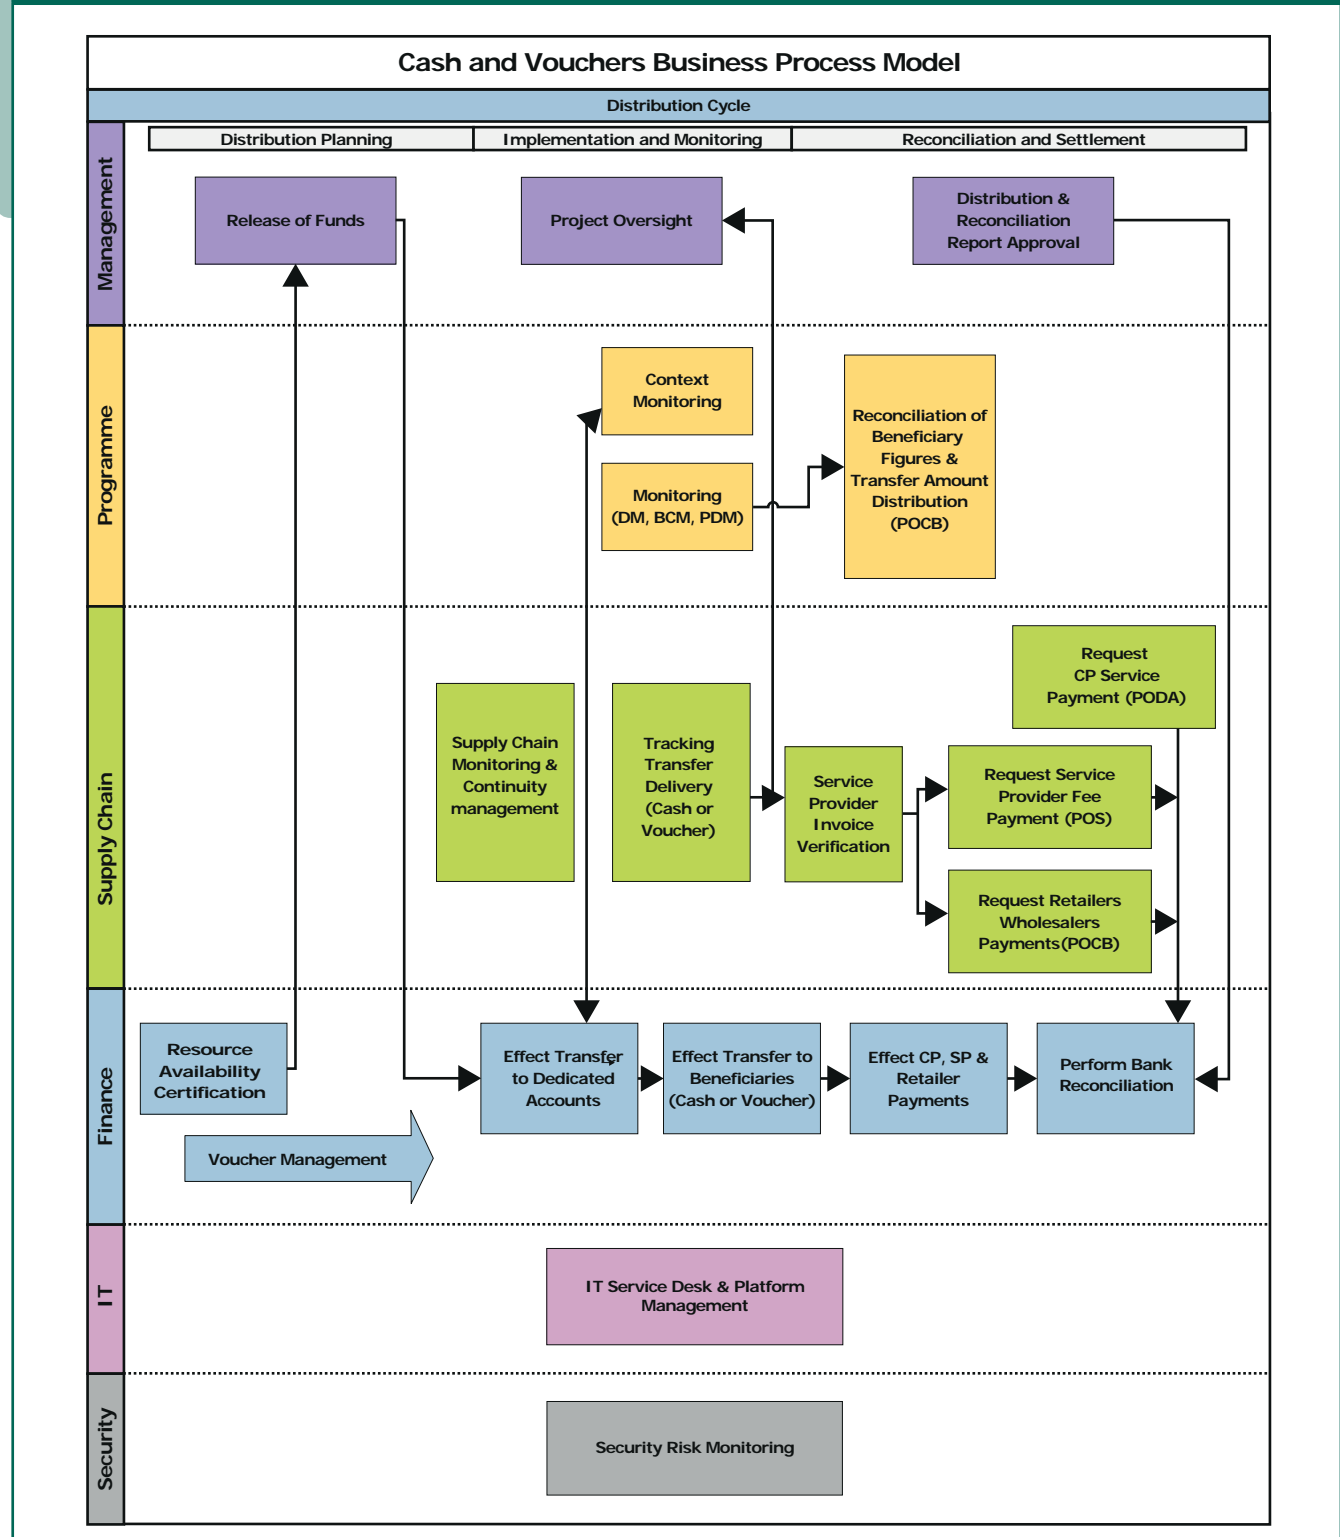 Cash and Vouchers Business Process Model
Distribution Cycle
Distribution Planning
Implementation and Monitoring
Reconciliation and Settlement
Management
Release of Funds
Project Oversight
Distribution &
Reconciliation
Report Approval
Programme
Context
Monitoring
Monitoring
(DM, BCM, PDM)
Reconciliation of
Beneficiary
Figures &
Transfer Amount
Distribution
(POCB)
Supply Chain
Supply Chain
Monitoring &
Continuity
management
Tracking
Transfer
Delivery
(Cash or
Voucher)
Service
Provider
Invoice
Verification
Request
CP Service
Payment (PODA)
Request Service
Provider Fee
Payment (POS)
Request Retailers
Wholesalers
Payments(POCB)
Finance
Resource
Availability
Certification
Voucher Management
Effect Transfer
to Dedicated
Accounts
Effect Transfer to
Beneficiaries
(Cash or Voucher)
Effect CP, SP &
Retailer
Payments
Perform Bank
Reconciliation
IT
IT Service Desk & Platform
Management
Security
Security Risk Monitoring